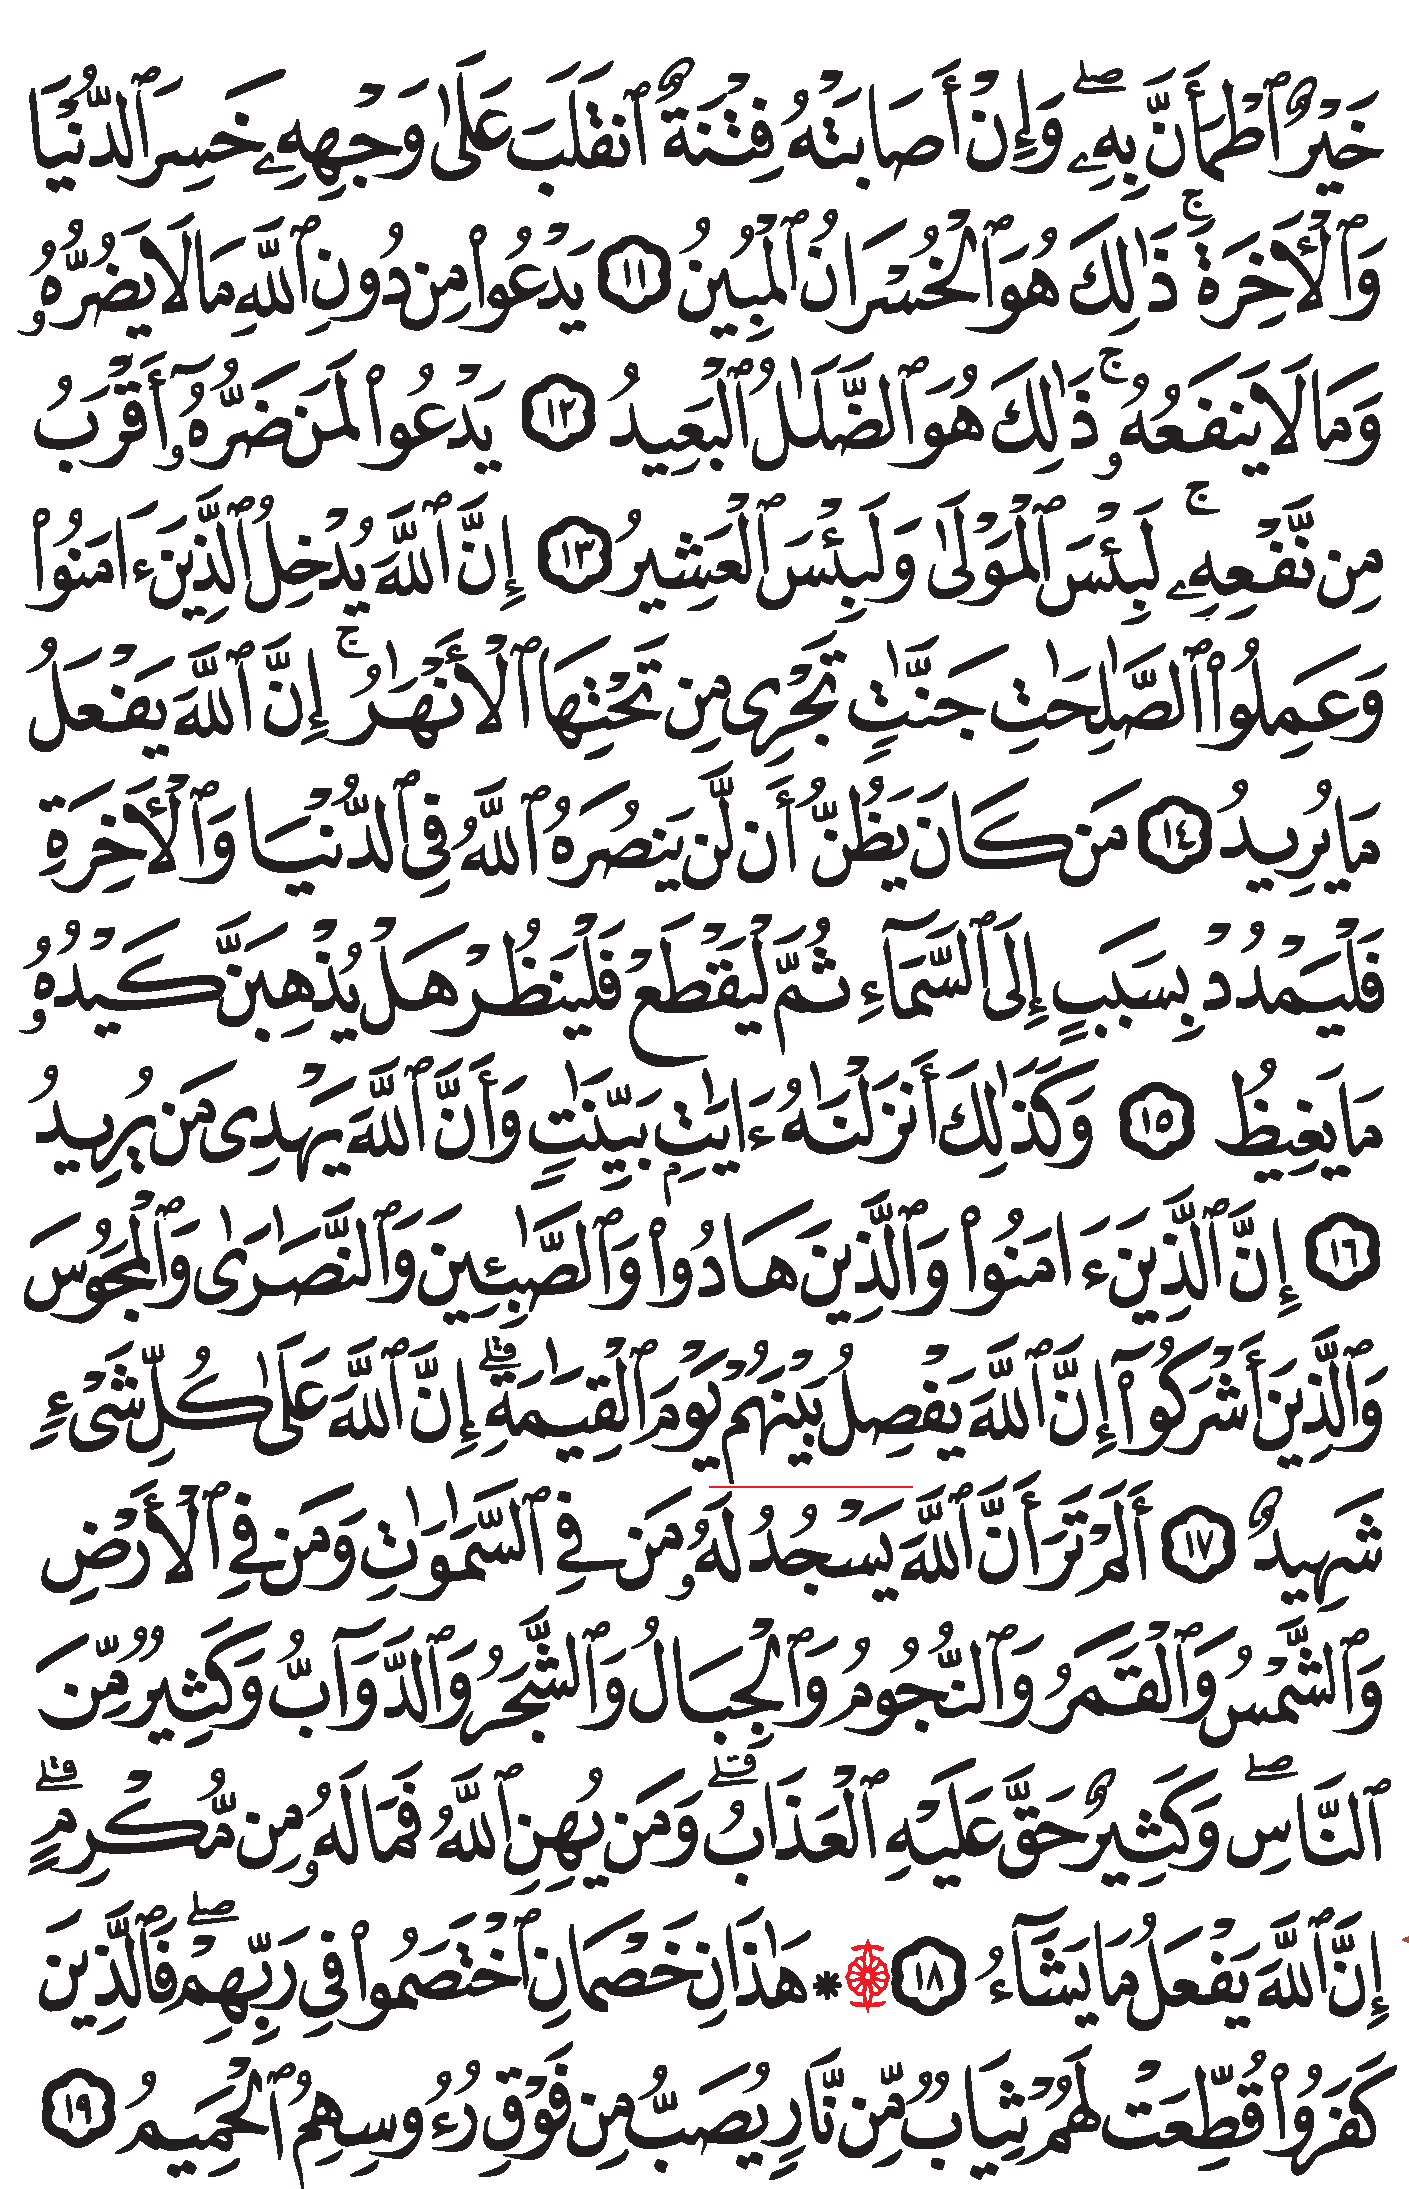 خَيْرٌ ٱطْمَأَنَّ بِهِۦۖ وَإِنْ أَصَابَتْهُ فِتْنَةٌ ٱنقَلَبَ عَلَىٰ وَجْهِهِۦ خَسِرَ ٱلدُّنْيَا
وَٱلْأَخِرَةَۚ ذَٰلِكَ هُوَ ٱلْخُسْرَانُ ٱلْمُبِينُ ١١ يَدْعُوا۟ مِن دُونِ ٱللَّهِ مَا لَا يَضُرُّهُۥ
وَمَا لَا يَنفَعُهُۥۚ ذَٰلِكَ هُوَ ٱلضَّلَٰلُ ٱلْبَعِيدُ ١٢ يَدْعُوا۟ لَمَن ضَرُّهُۥٓ أَقْرَبُ
مِن نَّفْعِهِۦۚ لَبِئْسَ ٱلْمَوْلَىٰ وَلَبِئْسَ ٱلْعَشِيرُ ١٣ إِنَّ ٱللَّهَ يُدْخِلُ ٱلَّذِينَ ءَامَنُوا۟
وَعَمِلُوا۟ ٱلصَّٰلِحَٰتِ جَنَّٰتٍ تَجْرِى مِن تَحْتِهَا ٱلْأَنْهَٰرُۚ إِنَّ ٱللَّهَ يَفْعَلُ
مَا يُرِيدُ ١٤ مَن كَانَ يَظُنُّ أَن لَّن يَنصُرَهُ ٱللَّهُ فِى ٱلدُّنْيَا وَٱلْأَخِرَةِ
فَلْيَمْدُدْ بِسَبَبٍ إِلَى ٱلسَّمَآءِ ثُمَّ لْيَقْطَعْ فَلْيَنظُرْ هَلْ يُذْهِبَنَّ كَيْدُهُۥ
مَا يَغِيظُ ١٥ وَكَذَٰلِكَ أَنزَلْنَٰهُ ءَايَٰتٍۭ بَيِّنَٰتٍ وَأَنَّ ٱللَّهَ يَهْدِى مَن يُرِيدُ
١٦ إِنَّ ٱلَّذِينَ ءَامَنُوا۟ وَٱلَّذِينَ هَادُوا۟ وَٱلصَّٰبِـِٔينَ وَٱلنَّصَٰرَىٰ وَٱلْمَجُوسَ
وَٱلَّذِينَ أَشْرَكُوٓا۟ إِنَّ ٱللَّهَ يَفْصِلُ بَيْنَهُمْ يَوْمَ ٱلْقِيَٰمَةِۗ إِنَّ ٱللَّهَ عَلَىٰ كُلِّ شَىْءٍ
شَهِيدٌ ١٧ أَلَمْ تَرَ أَنَّ ٱللَّهَ يَسْجُدُ لَهُۥ مَن فِى ٱلسَّمَٰوَٰتِ وَمَن فِى ٱلْأَرْضِ
وَٱلشَّمْسُ وَٱلْقَمَرُ وَٱلنُّجُومُ وَٱلْجِبَالُ وَٱلشَّجَرُ وَٱلدَّوَآبُّ وَكَثِيرٌ مِّنَ
ٱلنَّاسِۖ وَكَثِيرٌ حَقَّ عَلَيْهِ ٱلْعَذَابُۗ وَمَن يُهِنِ ٱللَّهُ فَمَا لَهُۥ مِن مُّكْرِمٍۗ
إِنَّ ٱللَّهَ يَفْعَلُ مَا يَشَآءُ ١٨ * هَٰذَانِ خَصْمَانِ ٱخْتَصَمُوا۟ فِى رَبِّهِمْۖ فَٱلَّذِينَ
كَفَرُوا۟ قُطِّعَتْ لَهُمْ ثِيَابٌ مِّن نَّارٍ يُصَبُّ مِن فَوْقِ رُءُوسِهِمُ ٱلْحَمِيمُ ١٩